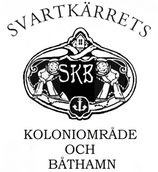 SVARTKÄRRETS
SKB
KOLONIOMRÅDE
OCH
BÅTHAMN